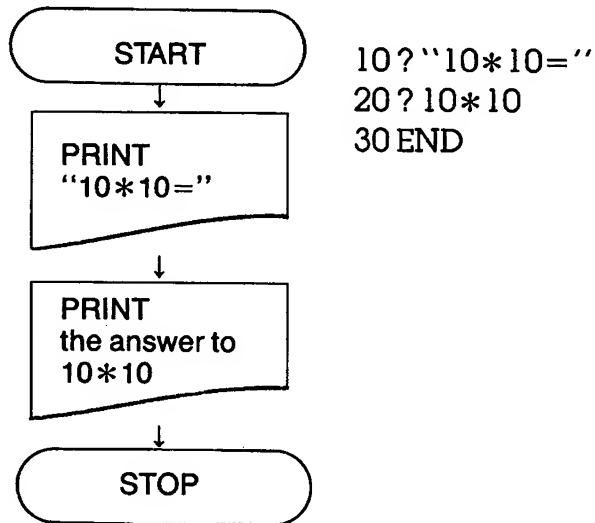 START
PRINT
“10*10=”
PRINT
the answer to
10*10
STOP
10 ? “10*10=”
20 ? 10*10
30 END